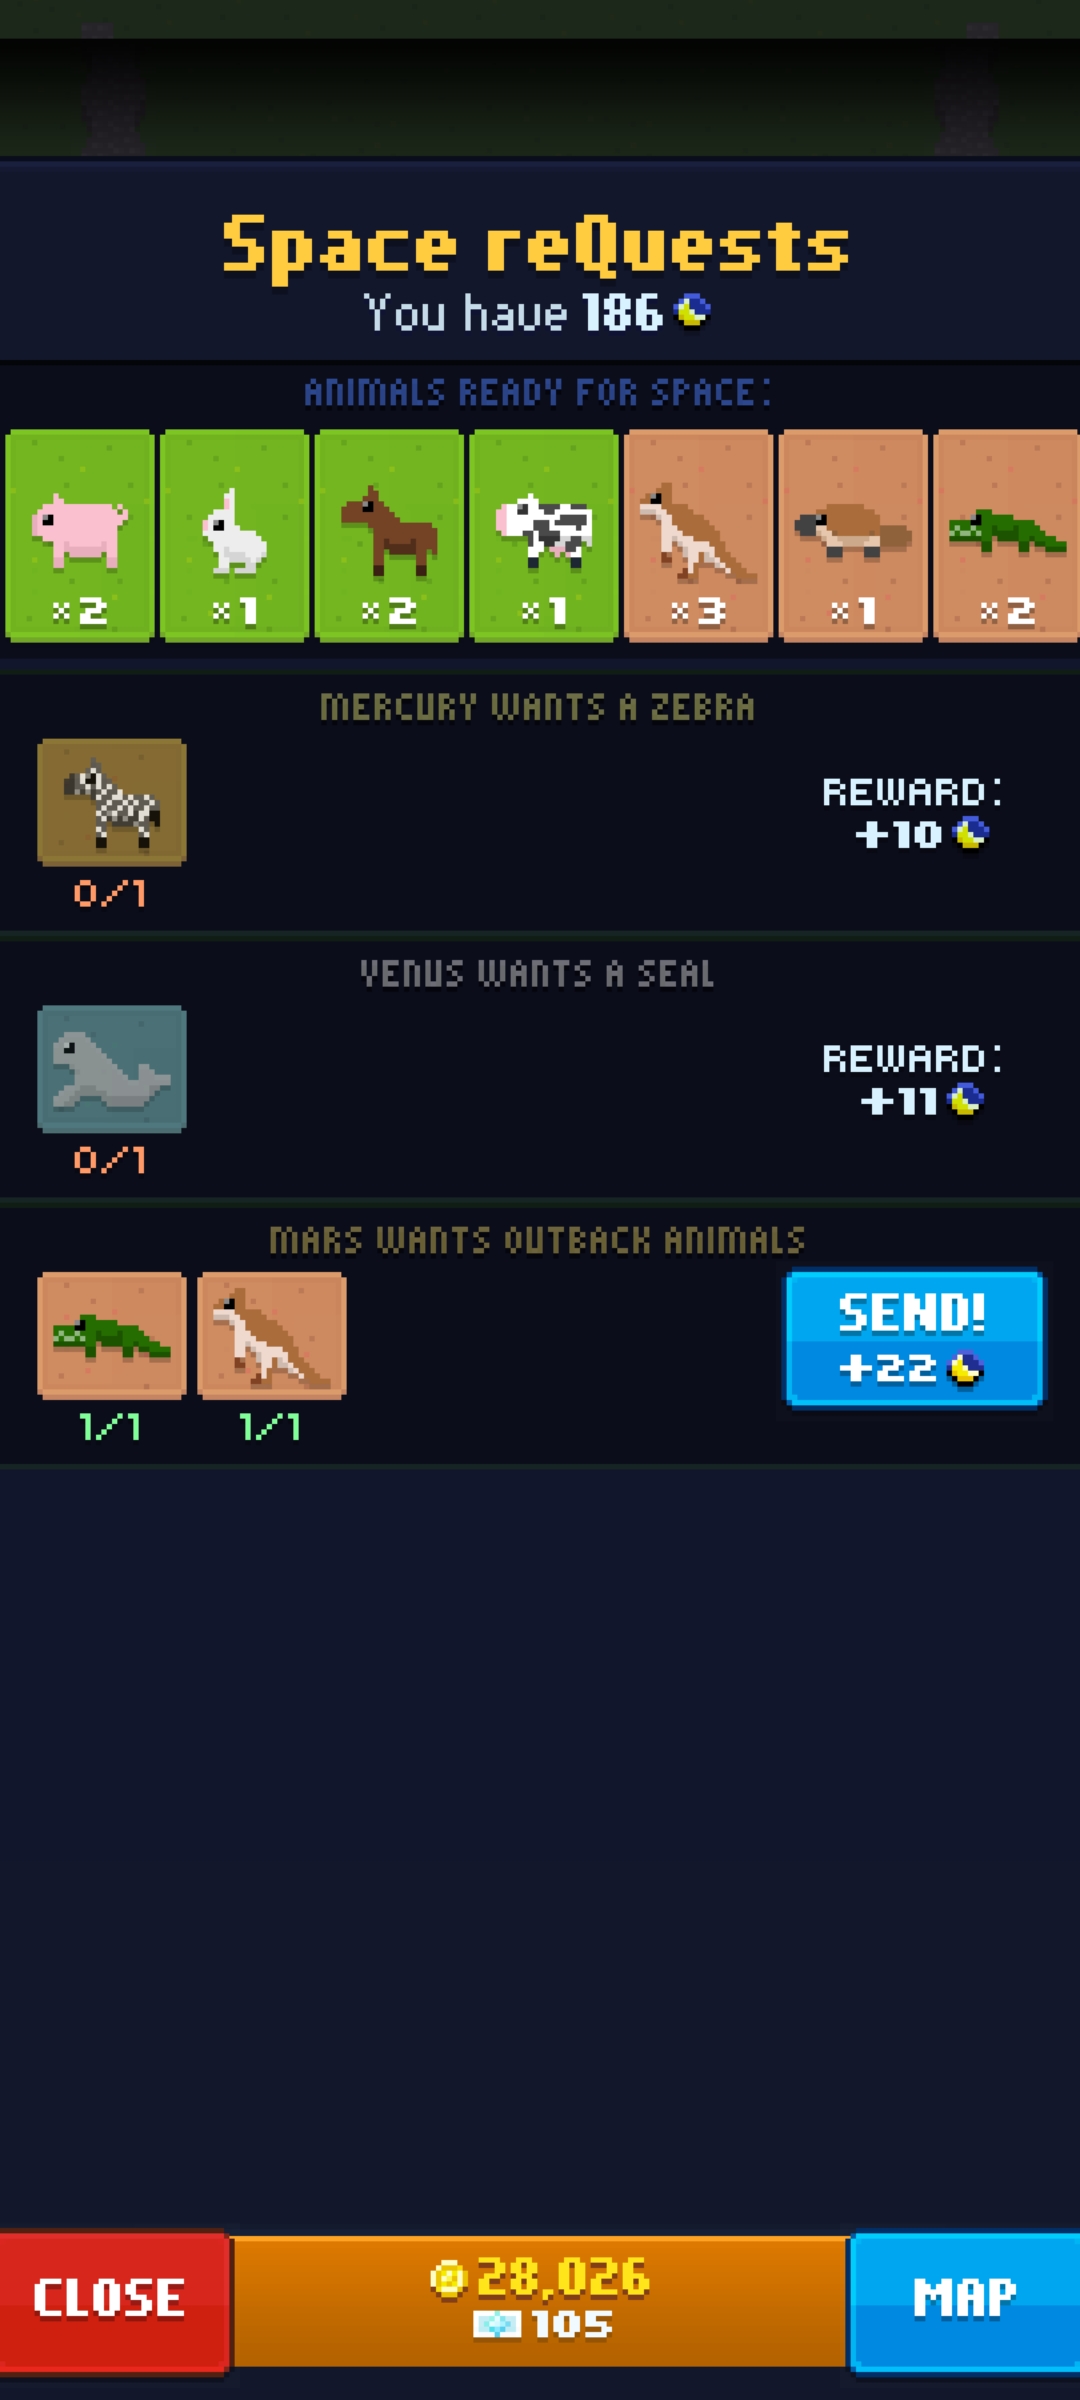 Space reQuests
You have 186
ANIMALS READY FOR SPACE:
×2 ×1 ×2 ×1 ×3 ×1 ×2
MERCURY WANTS A ZEBRA
REWARD:
+10
0/1
VENUS WANTS A SEAL
REWARD:
+11
0/1
MARS WANTS OUTBACK ANIMALS
SEND!
+22
1/1 1/1
CLOSE
28,026
105
MAP